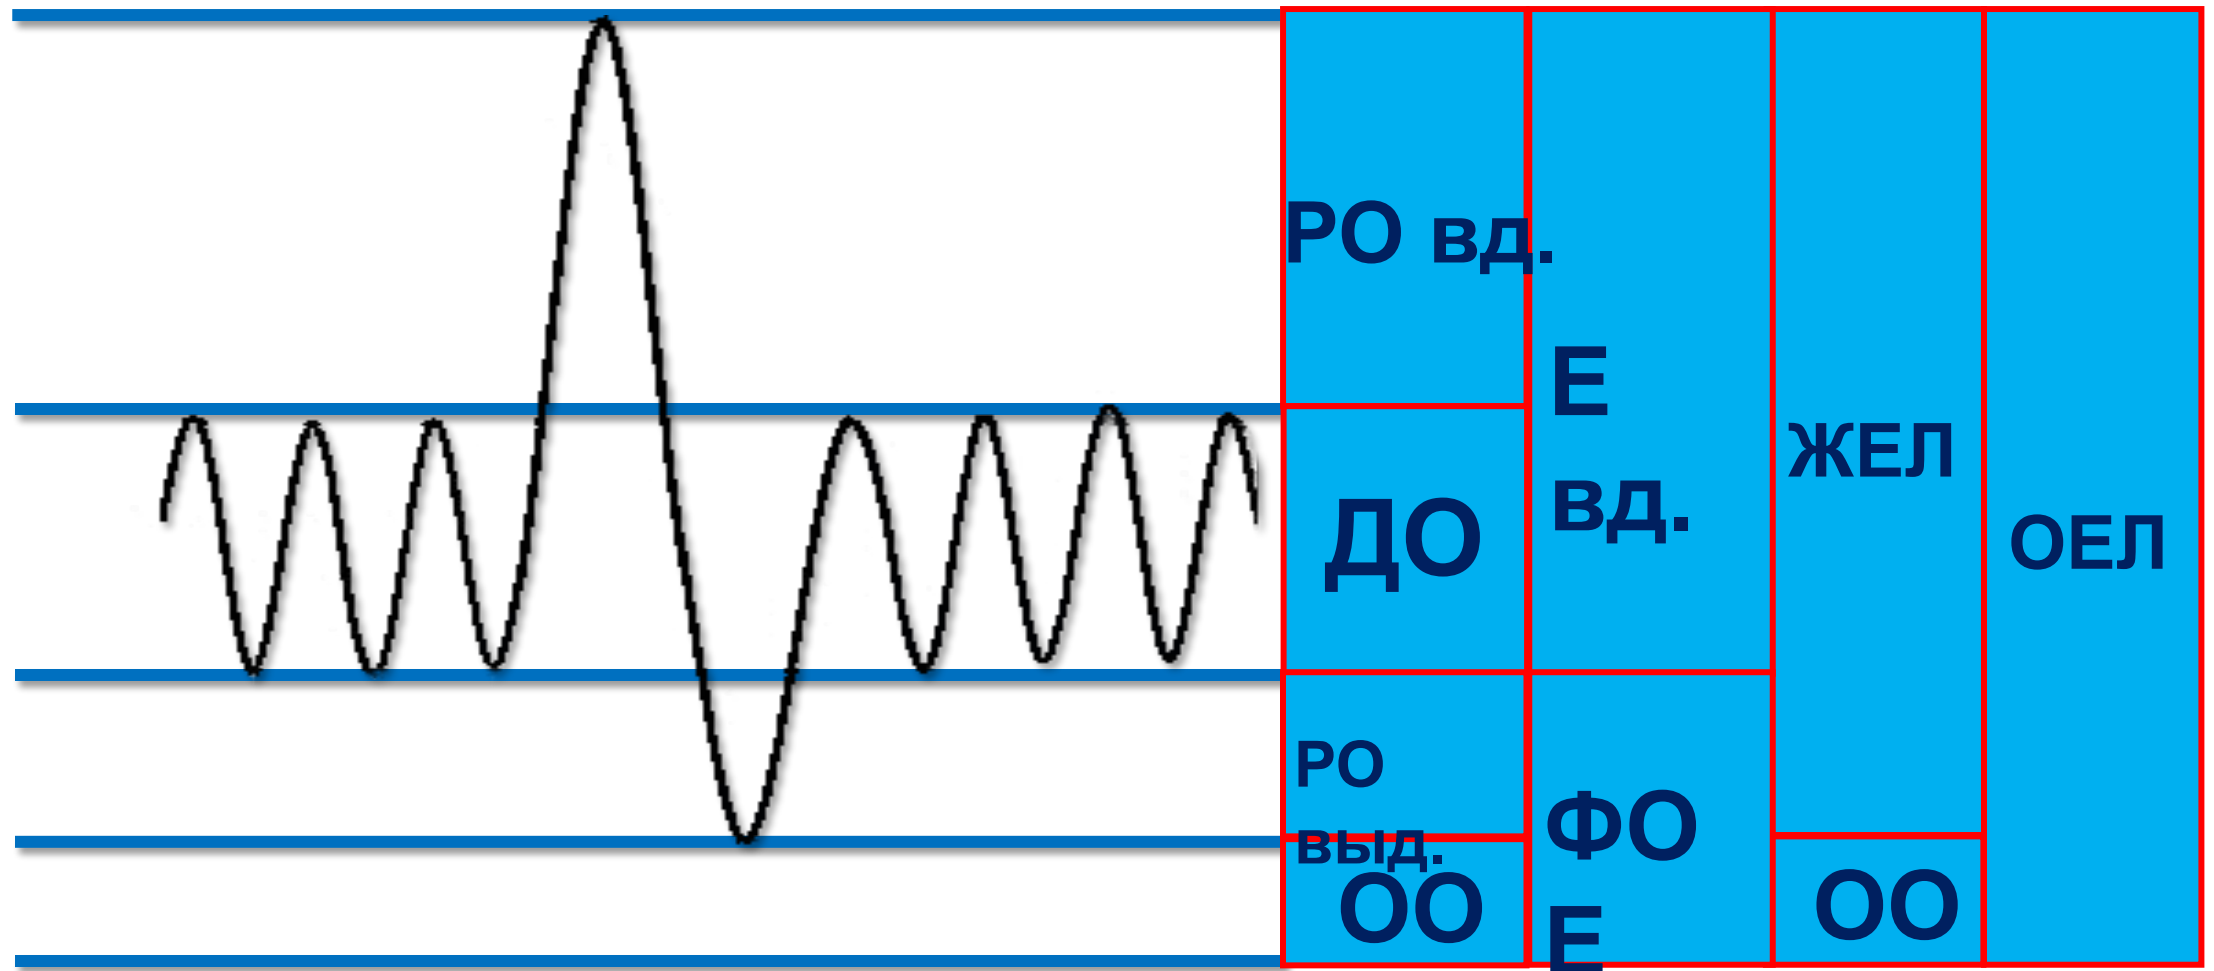 РО вд.
Е
вд.
ЖЕЛ
ДО
ОЕЛ
РО
выд.
ФО
Е
ОО
ОО